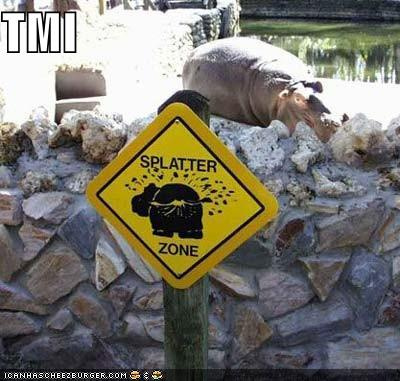 TMI
SPLATTER
ZONE
ICANHASCHEEZBURGER.COM